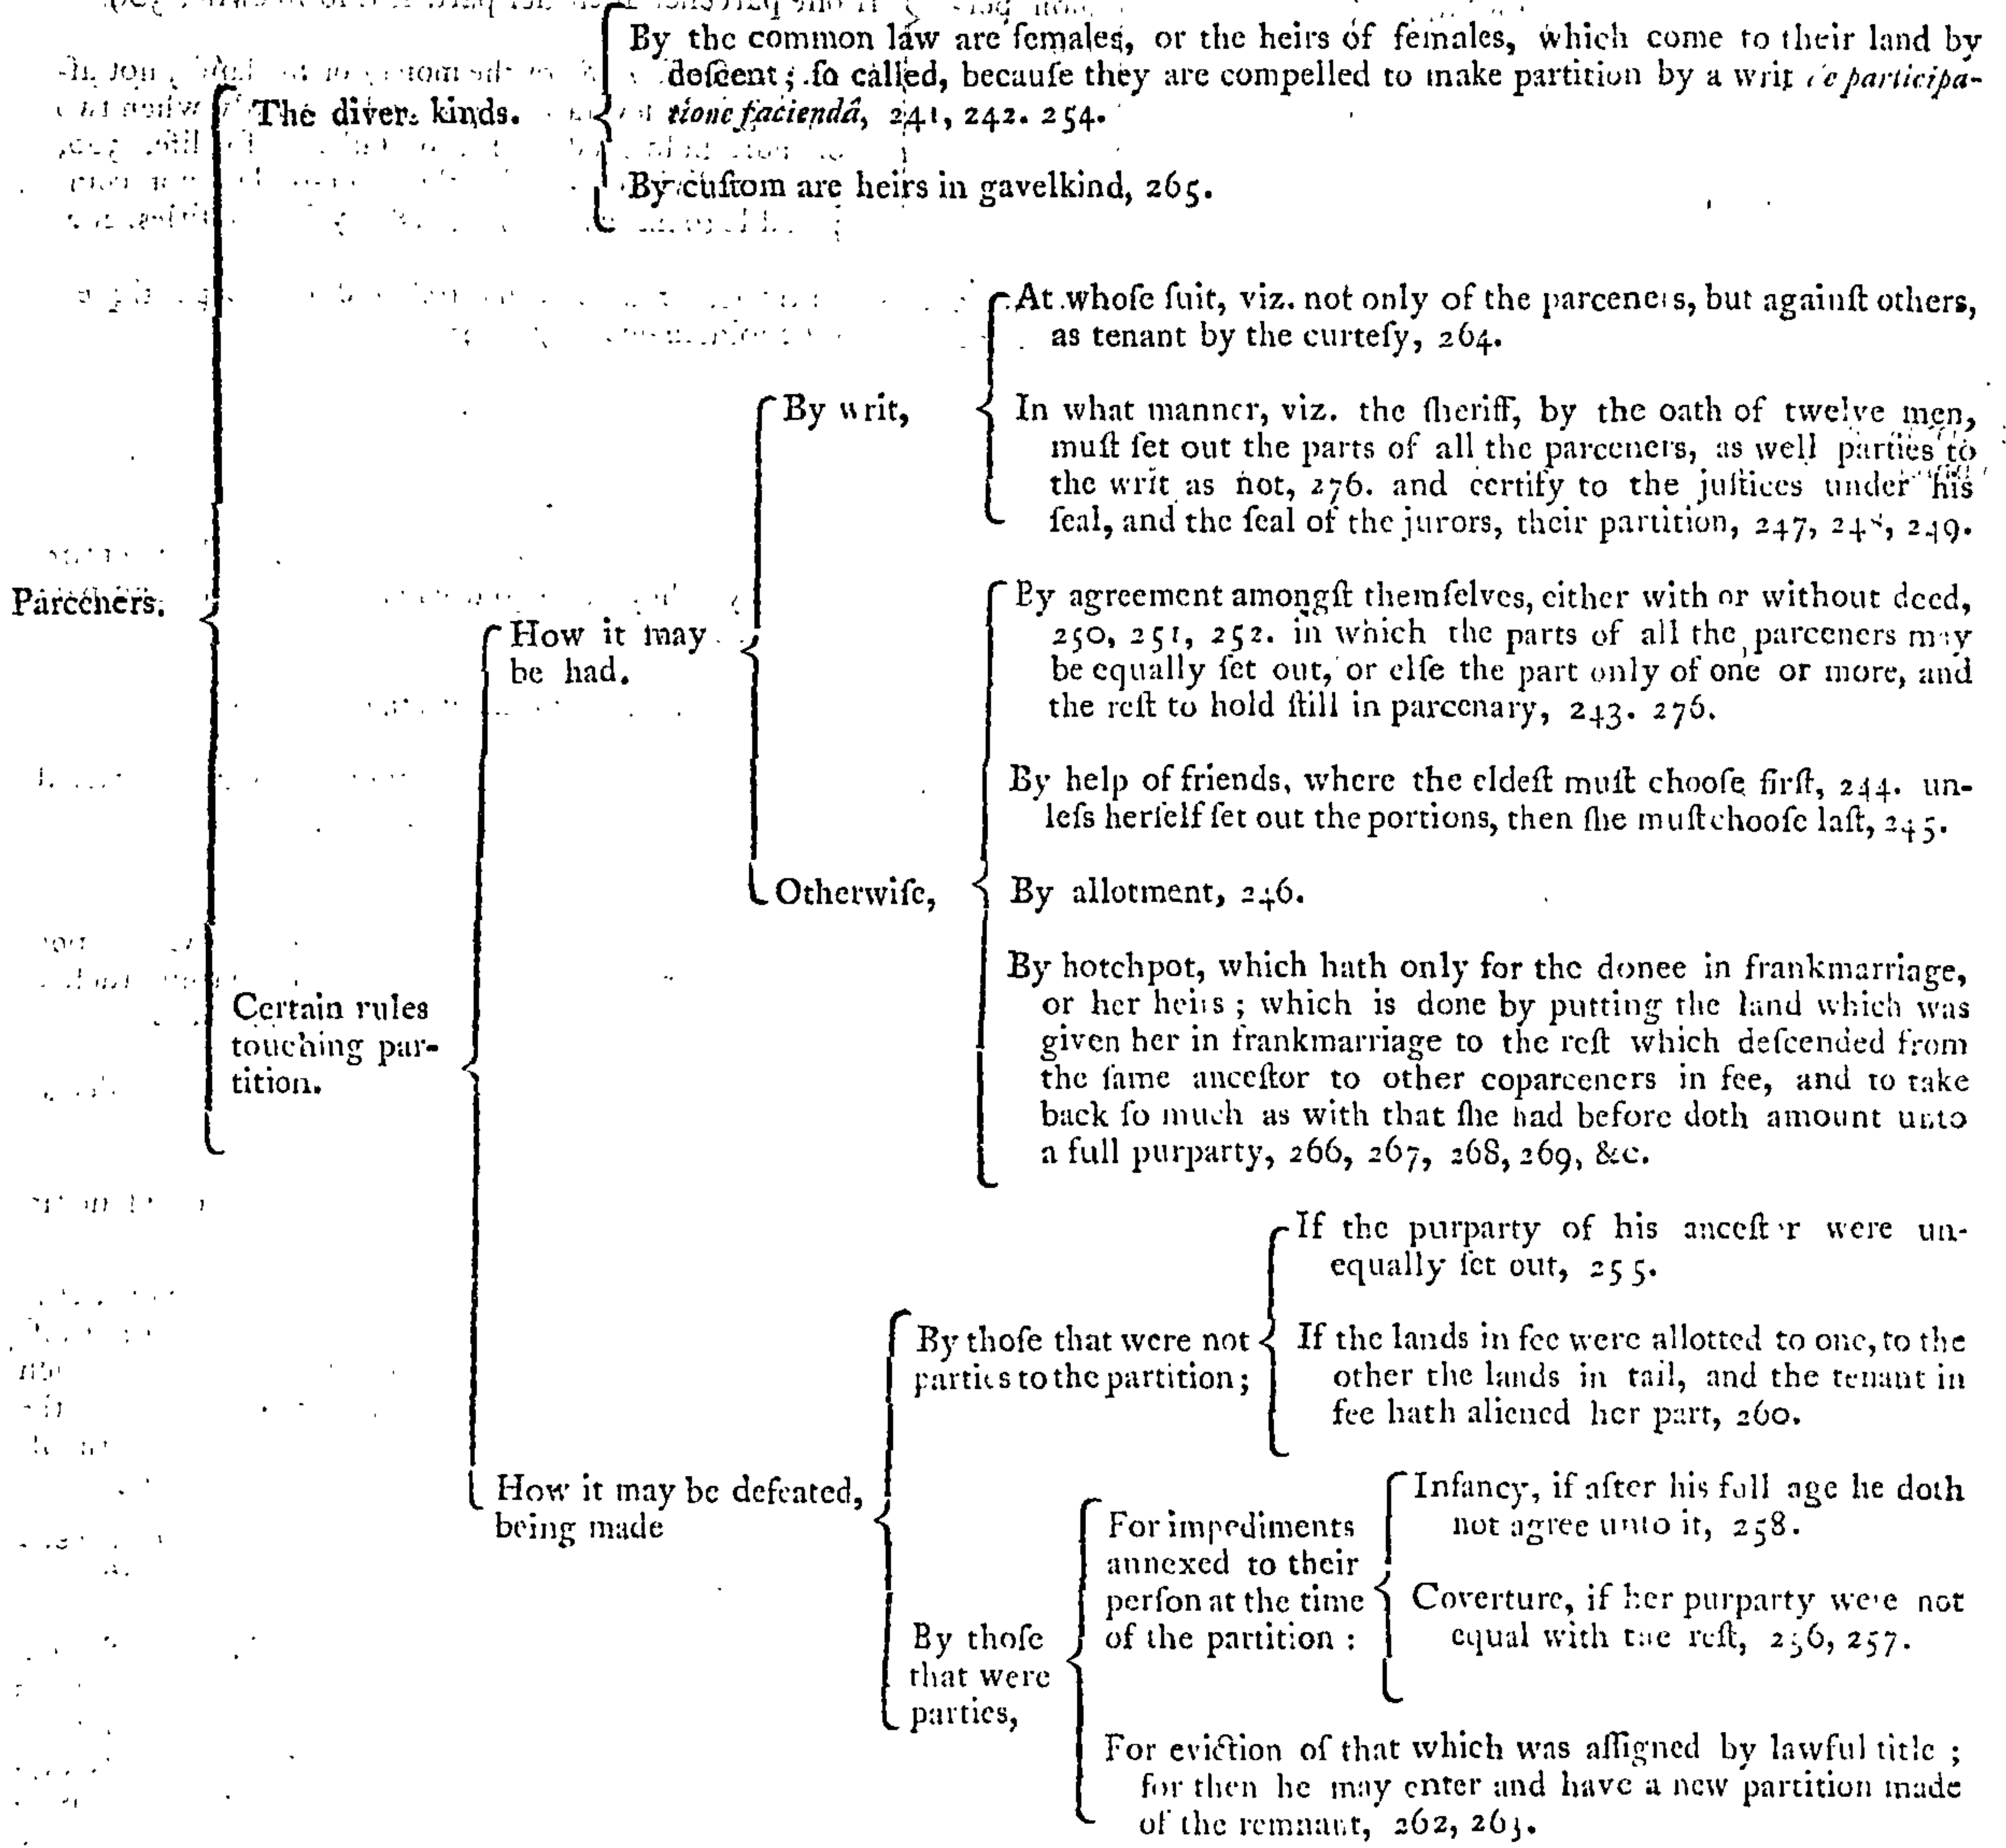 By the common law are females, or the heirs of females, which come to their land by
deſcent; ſo called, becauſe they are compelled to make partition by a writ de participa-
tione faciendâ, 241, 242. 254.
The divers kinds.
By cuſtom are heirs in gavelkind, 265.
At whoſe ſuit, viz. not only of the parceners, but againſt others,
as tenant by the curteſy, 264.
By writ,
In what manner, viz. the ſheriff, by the oath of twelve men,
muſt ſet out the parts of all the parceners, as well parties to
the writ as not, 276. and certify to the juſtices under his
ſeal, and the ſeal of the jurors, their partition, 247, 248, 249.
Parceners.
How it may
be had.
By agreement amongſt themſelves, either with or without deed,
250, 251, 252. in which the parts of all the parceners may
be equally ſet out, or elſe the part only of one or more, and
the reſt to hold ſtill in parcenary, 243. 276.
By help of friends, where the eldeſt muſt chooſe firſt, 244. un-
leſs herſelf ſet out the portions, then ſhe muſt chooſe laſt, 245.
Otherwiſe,
By allotment, 246.
By hotchpot, which hath only for the donee in frankmarriage,
or her heirs; which is done by putting the land which was
given her in frankmarriage to the reſt which deſcended from
the ſame anceſtor to other coparceners in fee, and to take
back ſo much as with that ſhe had before doth amount unto
a full purparty, 266, 267, 268, 269, &c.
Certain rules
touching par-
tition.
If the purparty of his anceſtor were un-
equally ſet out, 255.
By thoſe that were not
parties to the partition;
If the lands in fee were allotted to one, to the
other the lands in tail, and the tenant in
fee hath aliened her part, 260.
How it may be defeated,
being made
Infancy, if after his full age he doth
not agree unto it, 258.
For impediments
annexed to their
perſon at the time
of the partition:
Coverture, if her purparty were not
equal with the reſt, 256, 257.
By thoſe
that were
parties,
For eviction of that which was aſſigned by lawful title;
for then he may enter and have a new partition made
of the remnant, 262, 263.